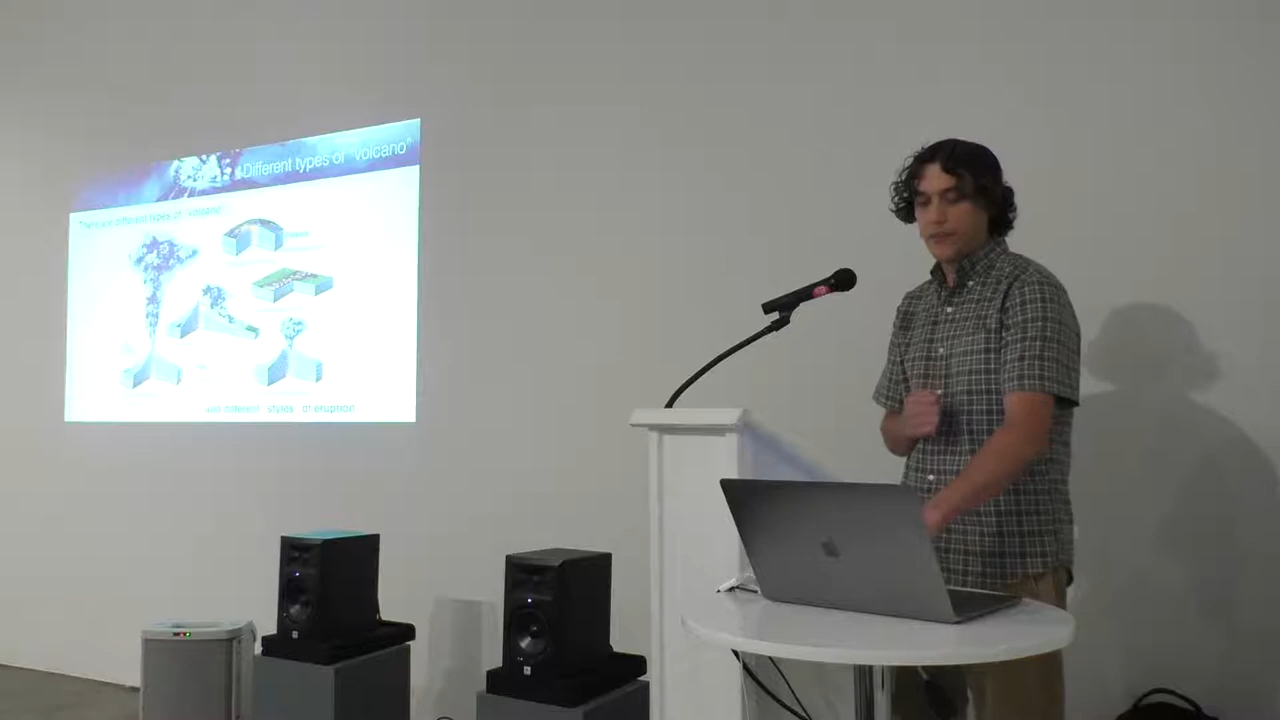 Different types of "volcano"
There are different types of "volcano"
and different "styles" of eruption